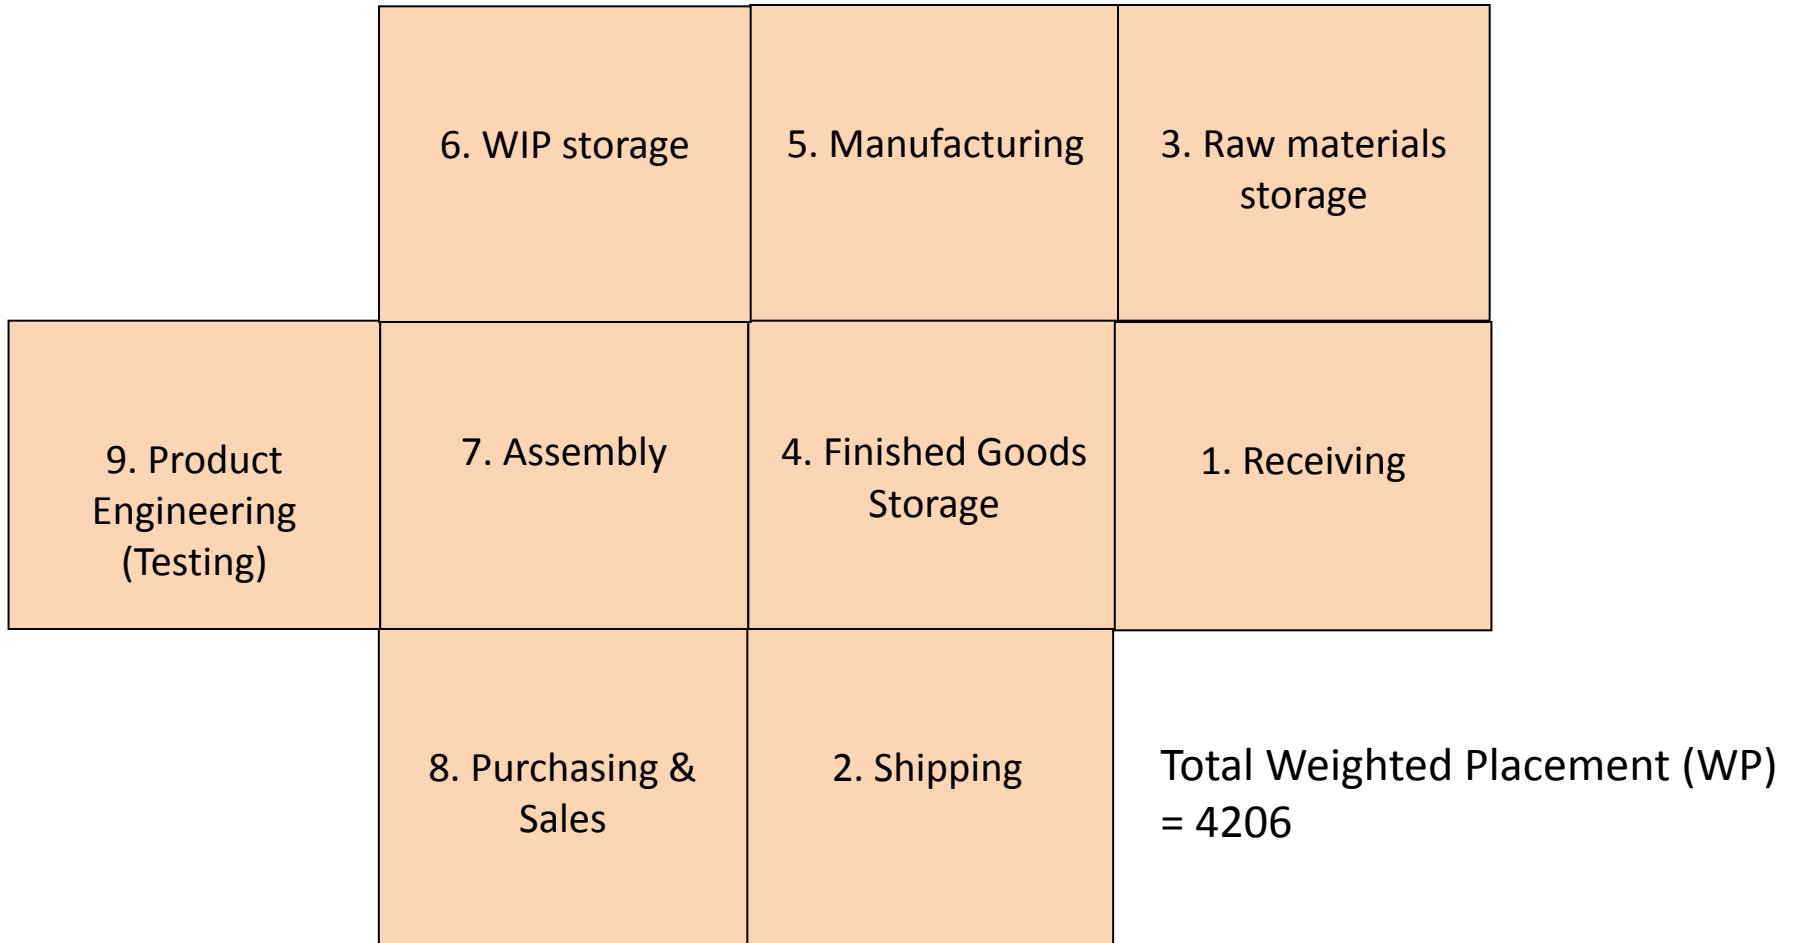 6. WIP storage
5. Manufacturing
3. Raw materials
storage
9. Product
Engineering
(Testing)
7. Assembly
4. Finished Goods
Storage
1. Receiving
8. Purchasing &
Sales
2. Shipping
Total Weighted Placement (WP)
= 4206